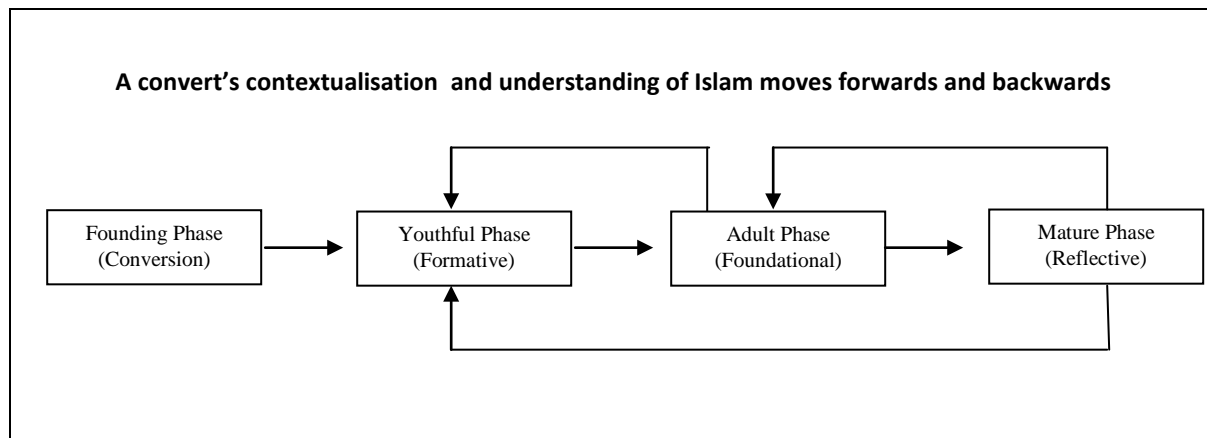 A convert's contextualisation and understanding of Islam moves forwards and backwards
Founding Phase
(Conversion)
Youthful Phase
(Formative)
Adult Phase
(Foundational)
Mature Phase
(Reflective)